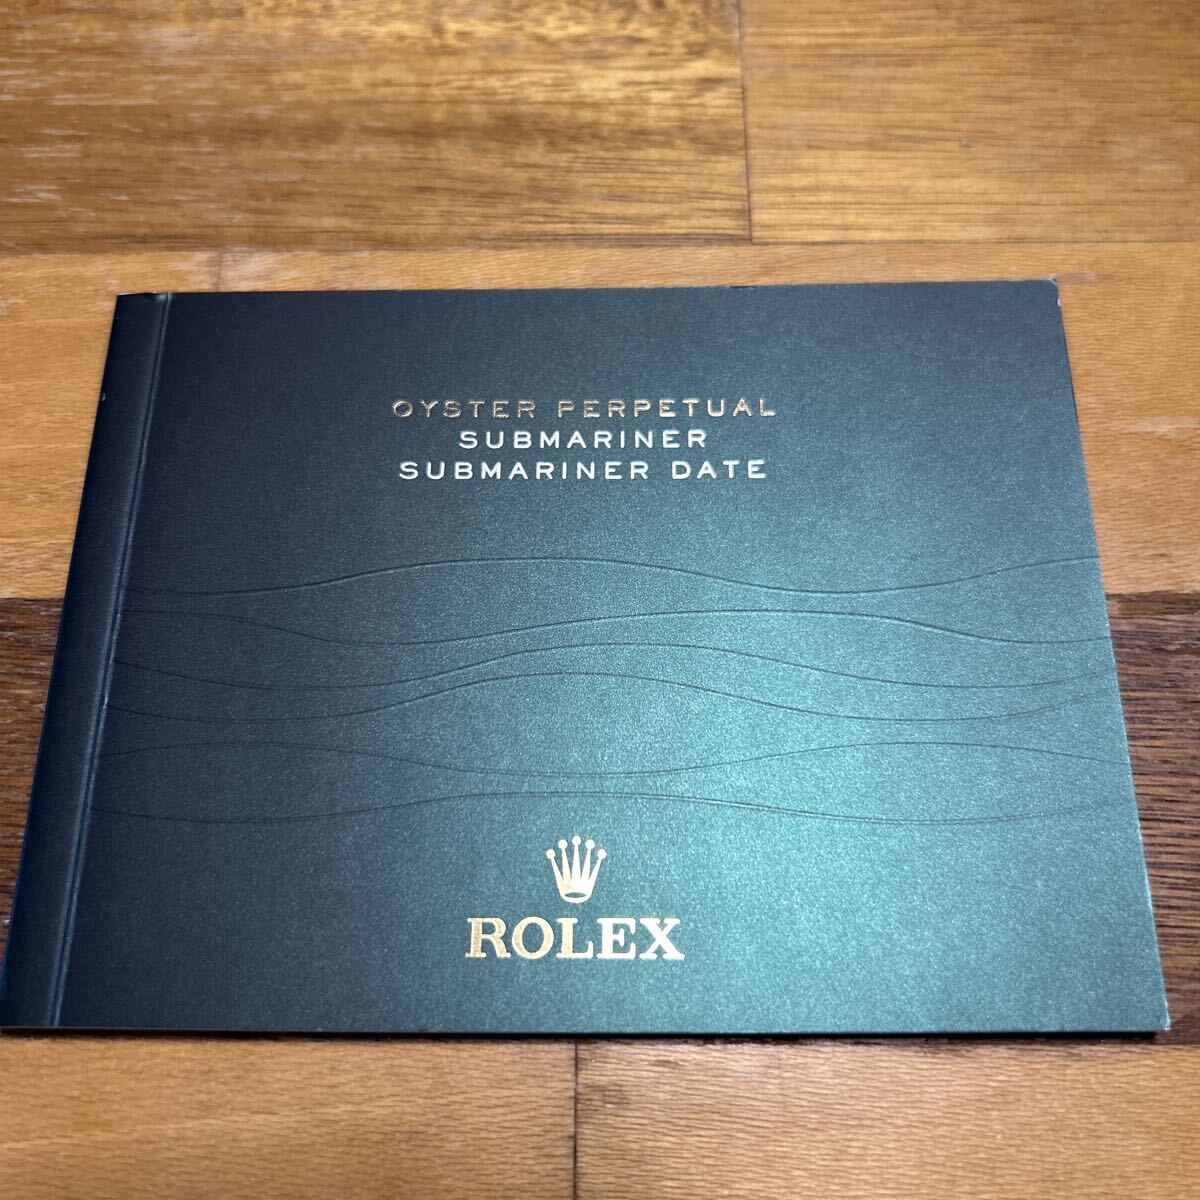 OYSTER PERPETUAL
SUBMARINER
SUBMARINER DATE
ROLEX